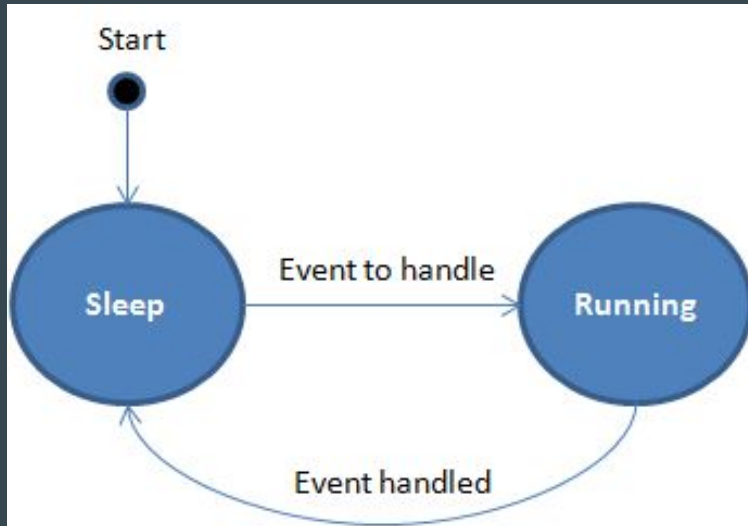 Start
Event to handle
Sleep
Running
Event handled